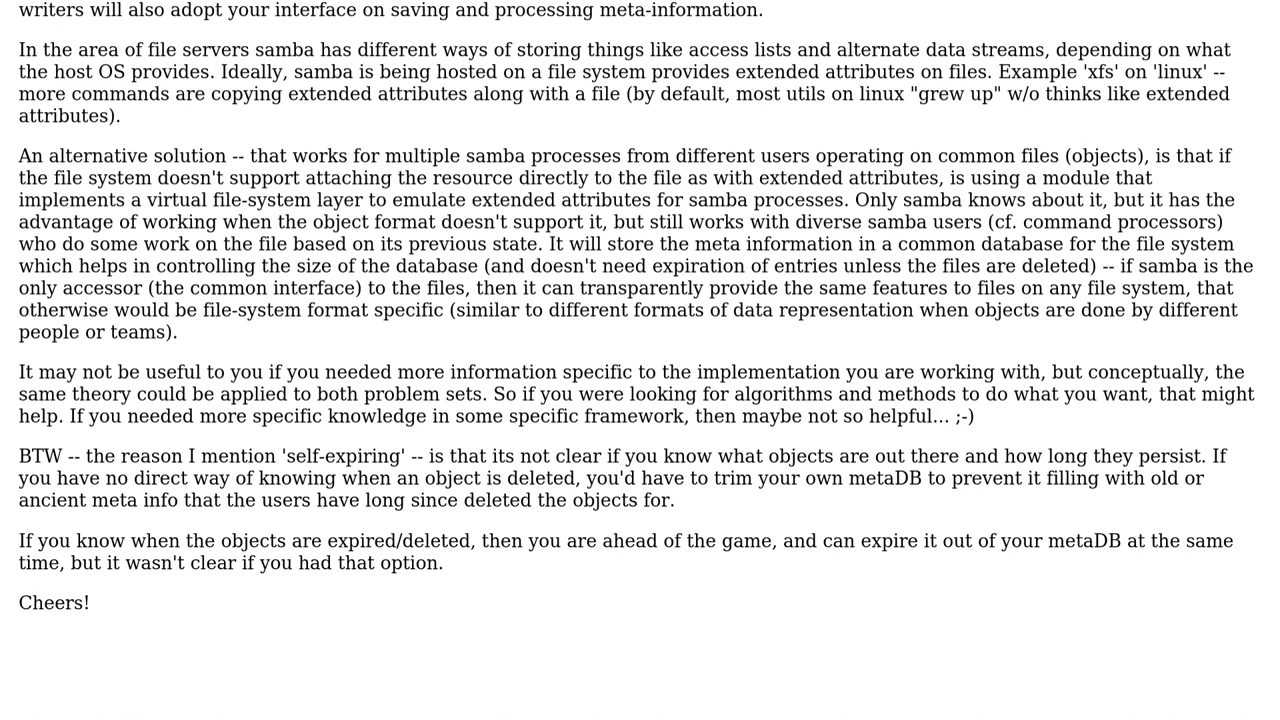 writers will also adopt your interface on saving and processing meta-information.
In the area of file servers samba has different ways of storing things like access lists and alternate data streams, depending on what
the host OS provides. Ideally, samba is being hosted on a file system provides extended attributes on files. Example 'xfs' on 'linux' --
more commands are copying extended attributes along with a file (by default, most utils on linux "grew up" w/o thinks like extended
attributes).
An alternative solution -- that works for multiple samba processes from different users operating on common files (objects), is that if
the file system doesn't support attaching the resource directly to the file as with extended attributes, is using a module that
implements a virtual file-system layer to emulate extended attributes for samba processes. Only samba knows about it, but it has the
advantage of working when the object format doesn't support it, but still works with diverse samba users (cf. command processors)
who do some work on the file based on its previous state. It will store the meta information in a common database for the file system
which helps in controlling the size of the database (and doesn't need expiration of entries unless the files are deleted) -- if samba is the
only accessor (the common interface) to the files, then it can transparently provide the same features to files on any file system, that
otherwise would be file-system format specific (similar to different formats of data representation when objects are done by different
people or teams).
It may not be useful to you if you needed more information specific to the implementation you are working with, but conceptually, the
same theory could be applied to both problem sets. So if you were looking for algorithms and methods to do what you want, that might
help. If you needed more specific knowledge in some specific framework, then maybe not so helpful... ;-)
BTW -- the reason I mention 'self-expiring' -- is that its not clear if you know what objects are out there and how long they persist. If
you have no direct way of knowing when an object is deleted, you'd have to trim your own metaDB to prevent it filling with old or
ancient meta info that the users have long since deleted the objects for.
If you know when the objects are expired/deleted, then you are ahead of the game, and can expire it out of your metaDB at the same
time, but it wasn't clear if you had that option.
Cheers!